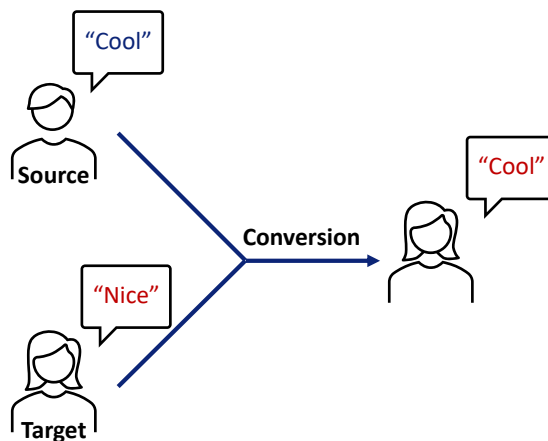 “Cool”
Source
“Cool”
Conversion
“Nice”
Target